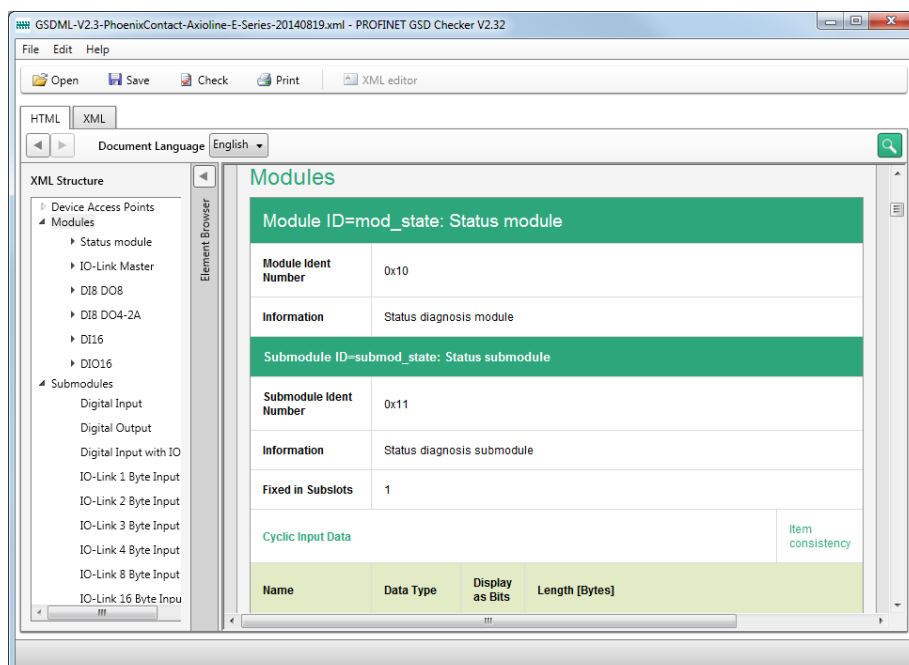 GSDML-V2.3-PhoenixContact-Axioline-E-Series-20140819.xml - PROFINET GSD Checker V2.32
File Edit Help
Open Save Check Print XML editor
HTML XML
Document Language English
XML Structure
Device Access Points
Modules
Status module
IO-Link Master
DI8 DO8
DI8 DO4-2A
DI16
DIO16
Submodules
Digital Input
Digital Output
Digital Input with IO
IO-Link 1 Byte Input
IO-Link 2 Byte Input
IO-Link 3 Byte Input
IO-Link 4 Byte Input
IO-Link 8 Byte Input
IO-Link 16 Byte Inpu
Element Browser
Modules
Module ID=mod_state: Status module
Module Ident
Number
0x10
Information
Status diagnosis module
Submodule ID=submod_state: Status submodule
Submodule Ident
Number
0x11
Information
Status diagnosis submodule
Fixed in Subslots
1
Cyclic Input Data
Item
consistency
Name
Data Type
Display
as Bits
Length [Bytes]